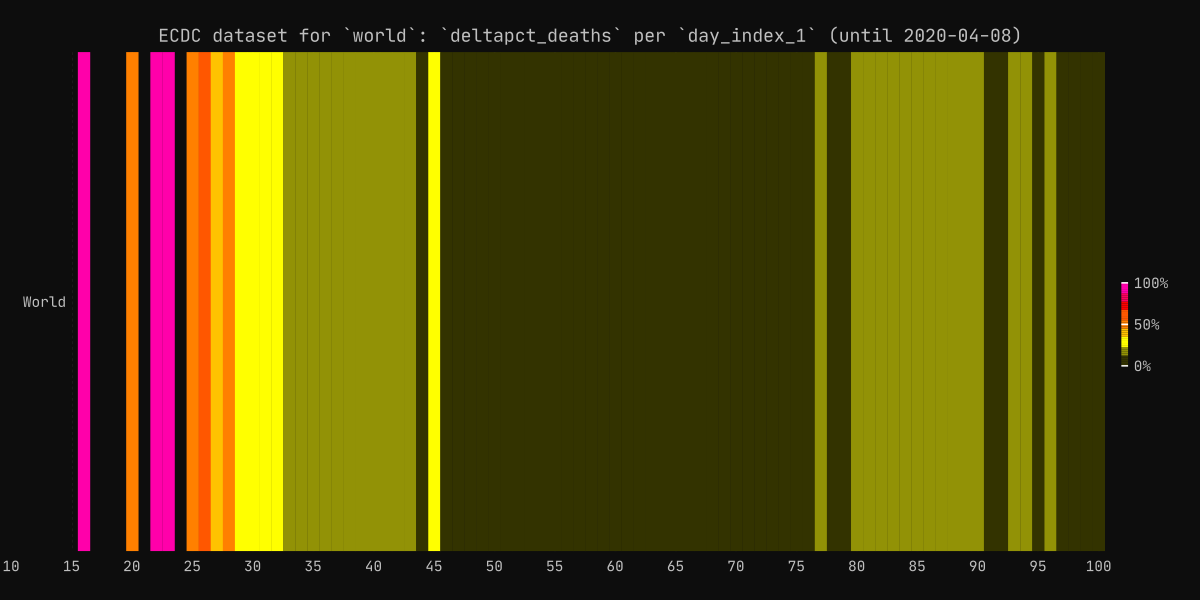 ECDC dataset for `world`: `deltapct_deaths` per `day_index_1` (until 2020-04-08)
World
100%
50%
0%
10 15 20 25 30 35 40 45 50 55 60 65 70 75 80 85 90 95 100